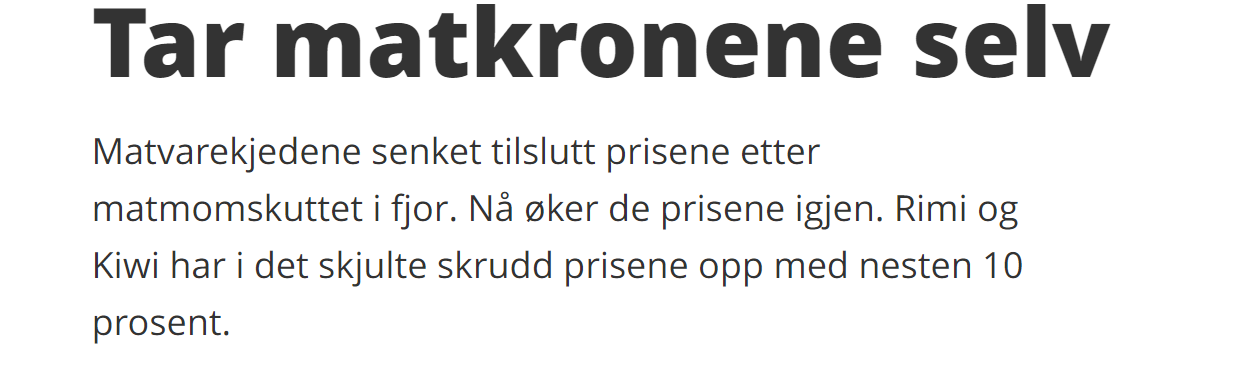 Tar matkronene selv
Matvarekjedene senket tilslutt prisene etter
matmomskuttet i fjor. Nå øker de prisene igjen. Rimi og
Kiwi har i det skjulte skrudd prisene opp med nesten 10
prosent.